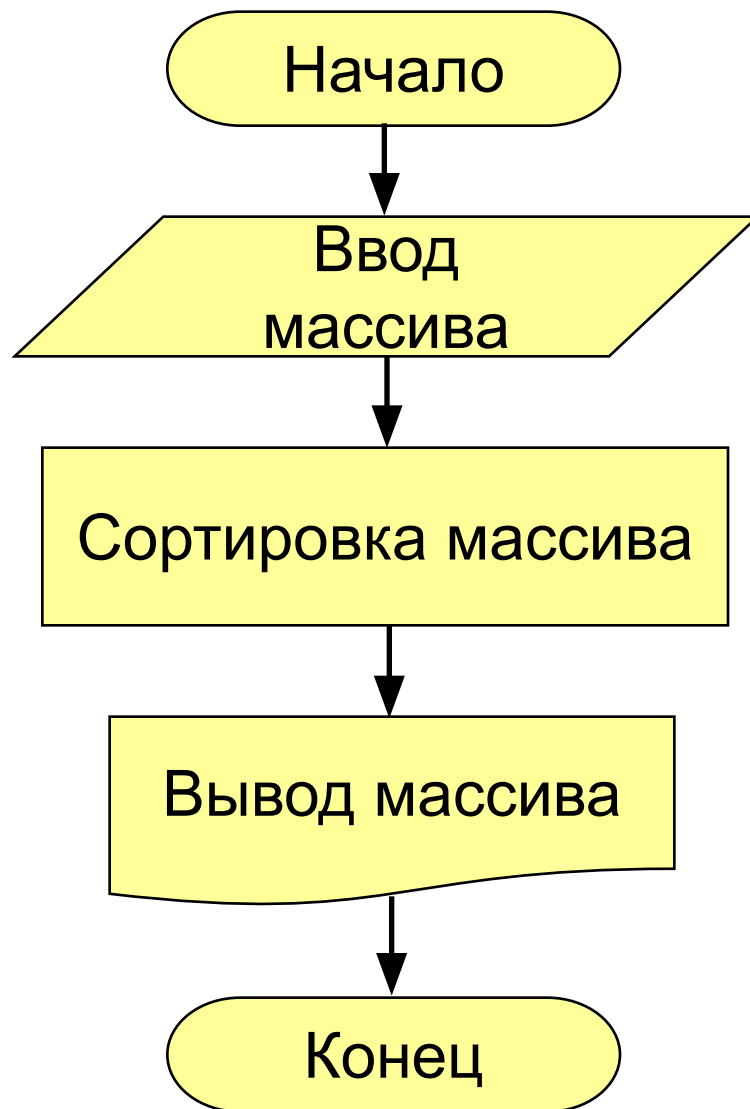 Начало
Ввод
массива
Сортировка массива
Вывод массива
Конец